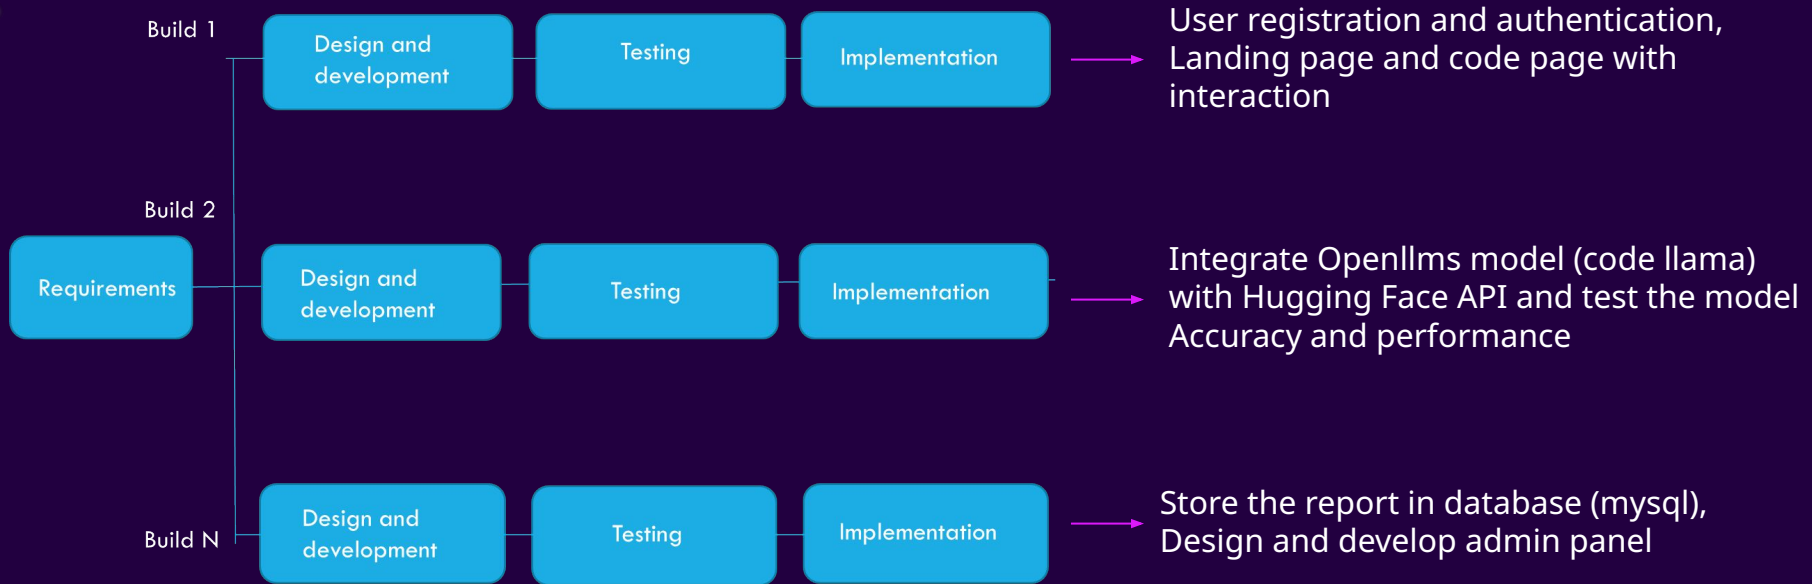 Build 1
Design and
development
Testing
Implementation
User registration and authentication,
Landing page and code page with
interaction
Build 2
Requirements
Design and
development
Testing
Implementation
Integrate Openllms model (code llama)
with Hugging Face API and test the model
Accuracy and performance
Build N
Design and
development
Testing
Implementation
Store the report in database (mysql),
Design and develop admin panel